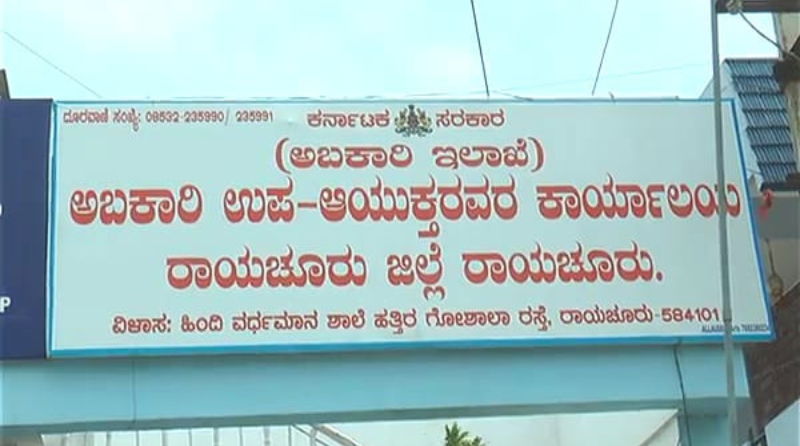 ದೂರವಾಣಿ ಸಂಖ್ಯೆ: 08532-235990/ 235991
ಕರ್ನಾಟಕ ಸರಕಾರ
(ಅಬಕಾರಿ ಇಲಾಖೆ)
ಅಬಕಾರಿ ಉಪ-ಆಯುಕ್ತರವರ ಕಾರ್ಯಾಲಯ
ರಾಯಚೂರು ಜಿಲ್ಲೆ ರಾಯಚೂರು.
ವಿಳಾಸ: ಹಿಂದಿ ವರ್ಧಮಾನ ಶಾಲೆ ಹತ್ತಿರ ಗೋಶಾಲಾ ರಸ್ತೆ, ರಾಯಚೂರು-584101